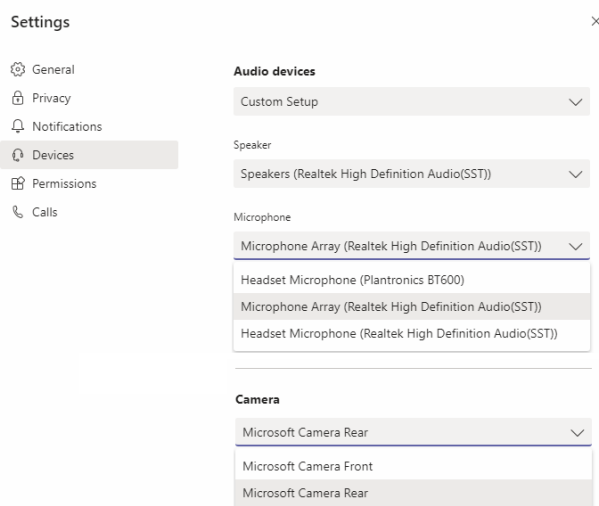 Settings
General
Privacy
Notifications
Devices
Permissions
Calls
Audio devices
Custom Setup
Speaker
Speakers (Realtek High Definition Audio(SST))
Microphone
Microphone Array (Realtek High Definition Audio(SST))
Headset Microphone (Plantronics BT600)
Microphone Array (Realtek High Definition Audio(SST))
Headset Microphone (Realtek High Definition Audio(SST))
Camera
Microsoft Camera Rear
Microsoft Camera Front
Microsoft Camera Rear